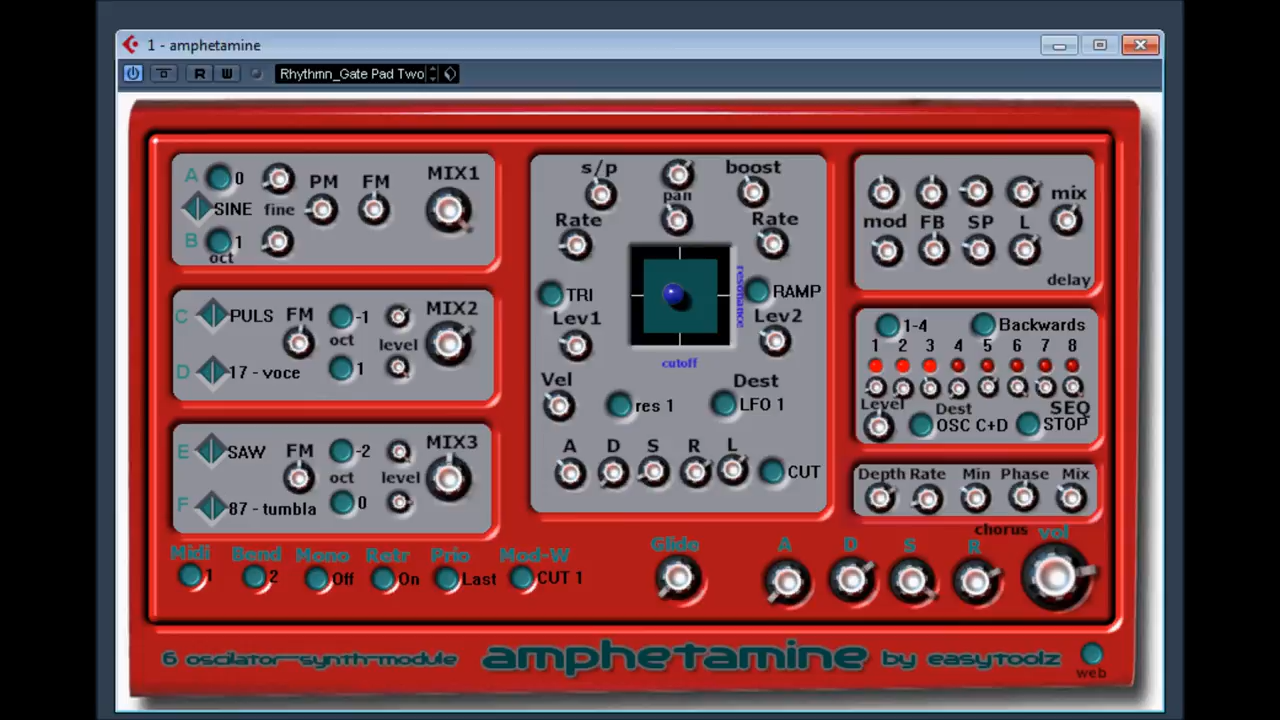 1 - amphetamine
R W Rhythmn_Gate Pad Two
A 0
SINE fine PM FM MIX1
B 1
oct
C PULS FM -1 MIX2
oct level
D 17 - voce 1
E SAW FM -2 MIX3
oct level
F 87 - tumbla 0
s/p pan boost
Rate Rate
TRI resonance RAMP
Lev1 Lev2
cutoff
Vel Dest
res 1 LFO 1
A D S R L
CUT
mix
mod FB SP L
delay
1-4 Backwards
1 2 3 4 5 6 7 8
Level Dest SEQ
OSC C+D STOP
Depth Rate Min Phase Mix
chorus
Midi Bend Mono Retr Prio Mod-W
1 2 Off On Last CUT 1
Glide A D S R vol
6 oscilator-synth-module amphetamine by easytoolz
web